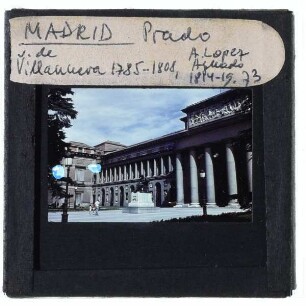 MADRID Prado
J. de A. Lopez
Villanueva 1785-1808, Aguado
1814-19. 73